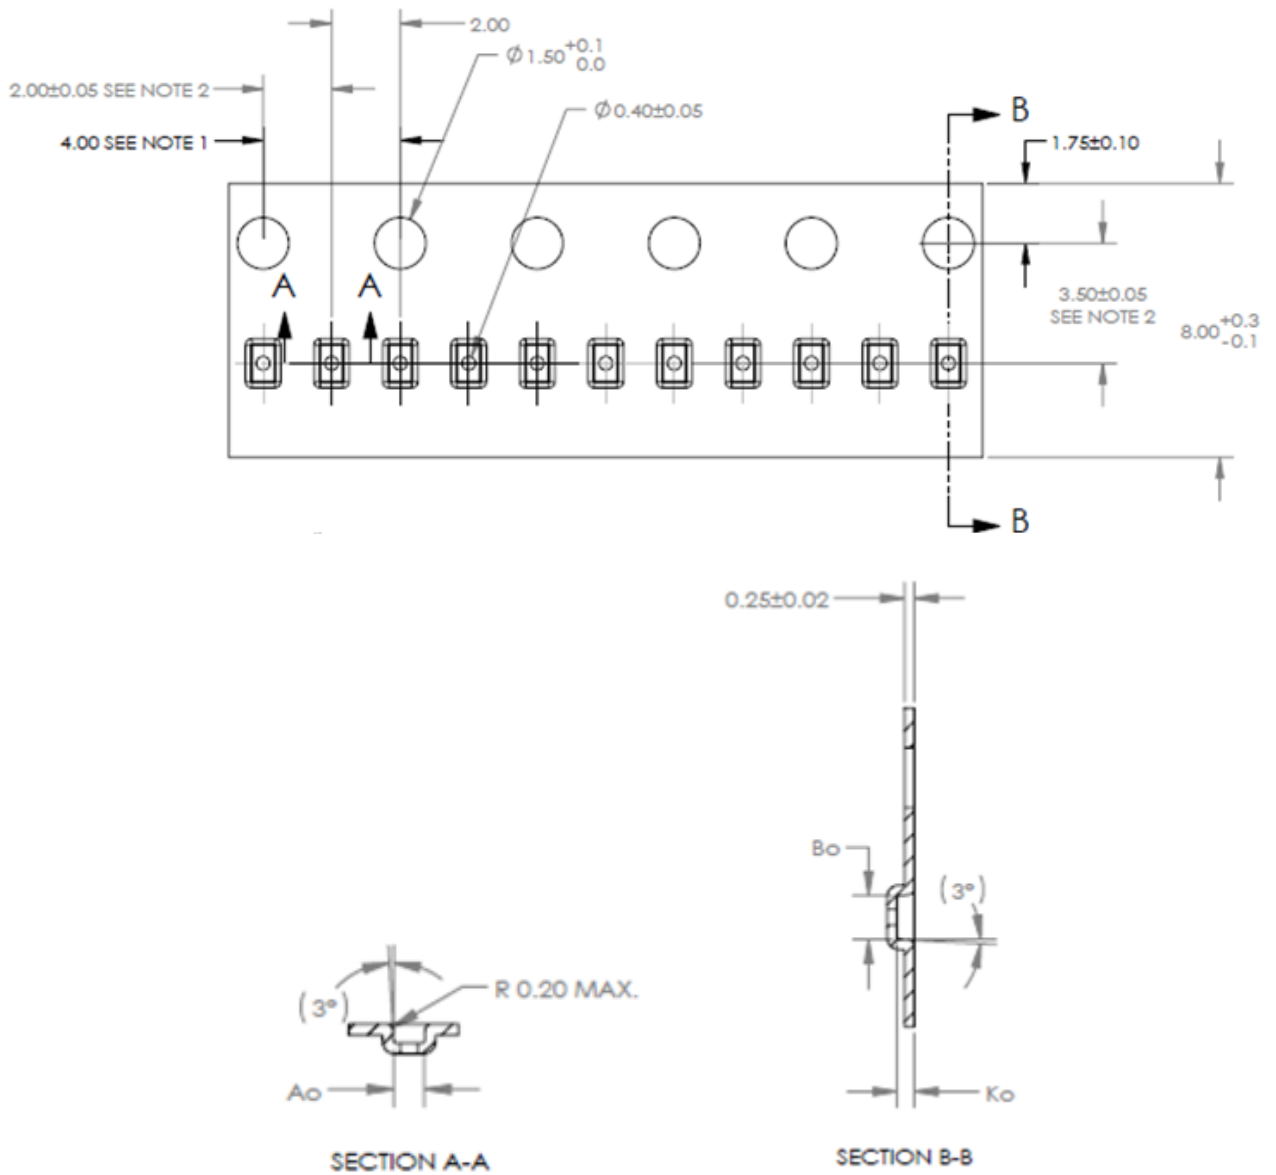 2.00
Ø1.50 +0.1
0.0
2.00±0.05 SEE NOTE 2
Ø0.40±0.05
B
4.00 SEE NOTE 1
1.75±0.10
A A
3.50±0.05
SEE NOTE 2
8.00 +0.3
-0.1
B
0.25±0.02
Bo
(3°)
(3°)
R 0.20 MAX.
Ao
Ko
SECTION A-A
SECTION B-B